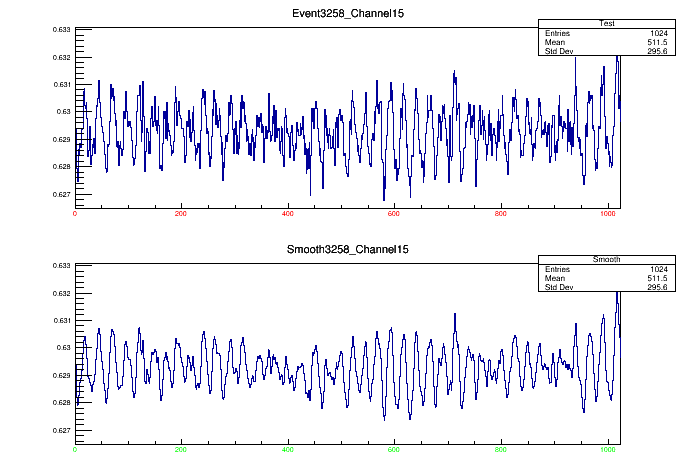 Event3258_Channel15
Test
Entries 1024
Mean 511.5
Std Dev 295.6
0.633
0.632
0.631
0.63
0.629
0.628
0.627
0 200 400 600 800 1000
Smooth3258_Channel15
Smooth
Entries 1024
Mean 511.5
Std Dev 295.6
0.633
0.632
0.631
0.63
0.629
0.628
0.627
0 200 400 600 800 1000